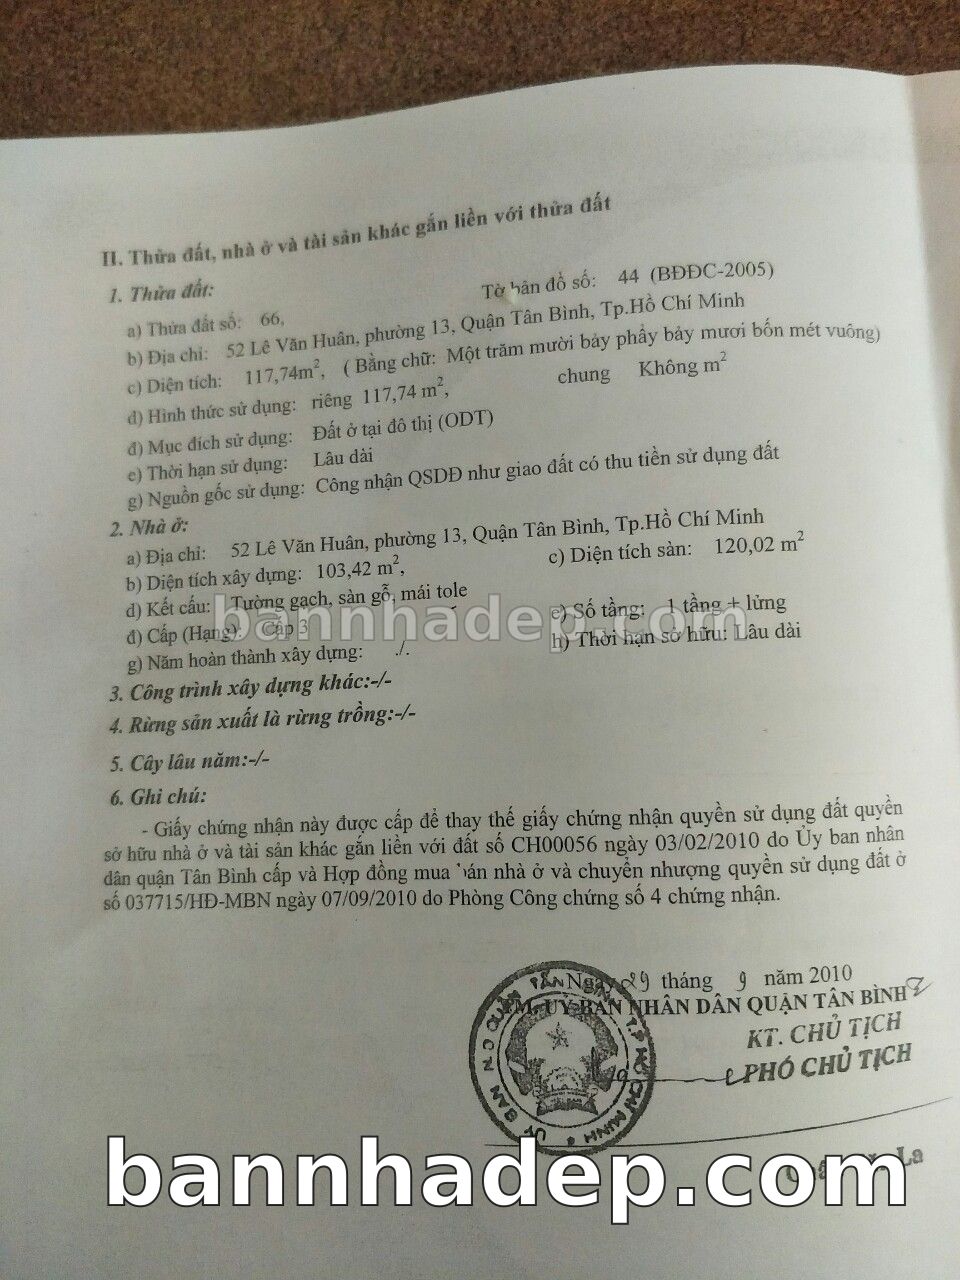 II. Thửa đất, nhà ở và tài sản khác gắn liền với thửa đất
1. Thửa đất:
a) Thửa đất số: 66, Tờ bản đồ số: 44 (BĐĐC-2005)
b) Địa chỉ: 52 Lê Văn Huân, phường 13, Quận Tân Bình, Tp.Hồ Chí Minh
c) Diện tích: 117,74m2, ( Bằng chữ: Một trăm mười bảy phẩy bảy mươi bốn mét vuông)
d) Hình thức sử dụng: riêng 117,74 m2, chung Không m2
đ) Mục đích sử dụng: Đất ở tại đô thị (ODT)
e) Thời hạn sử dụng: Lâu dài
g) Nguồn gốc sử dụng: Công nhận QSDĐ như giao đất có thu tiền sử dụng đất
2. Nhà ở:
a) Địa chỉ: 52 Lê Văn Huân, phường 13, Quận Tân Bình, Tp.Hồ Chí Minh
b) Diện tích xây dựng: 103,42 m2, c) Diện tích sàn: 120,02 m2
d) Kết cấu: Tường gạch, sàn gỗ, mái tole
bannhadep.com
đ) Cấp (Hạng): Cấp 3 e) Số tầng: 1 tầng + lửng
g) Năm hoàn thành xây dựng: ./. h) Thời hạn sở hữu: Lâu dài
3. Công trình xây dựng khác:-/-
4. Rừng sản xuất là rừng trồng:-/-
5. Cây lâu năm:-/-
6. Ghi chú:
- Giấy chứng nhận này được cấp để thay thế giấy chứng nhận quyền sử dụng đất quyền
sở hữu nhà ở và tài sản khác gắn liền với đất số CH00056 ngày 03/02/2010 do Ủy ban nhân
dân quận Tân Bình cấp và Hợp đồng mua bán nhà ở và chuyển nhượng quyền sử dụng đất ở
số 037715/HĐ-MBN ngày 07/09/2010 do Phòng Công chứng số 4 chứng nhận.
Ngày 29 tháng 9 năm 2010
TM. ỦY BAN NHÂN DÂN QUẬN TÂN BÌNH
KT. CHỦ TỊCH
PHÓ CHỦ TỊCH
ỦY BAN N.D QUẬN TÂN BÌNH T.P HỒ CHÍ MINH
La
bannhadep.com